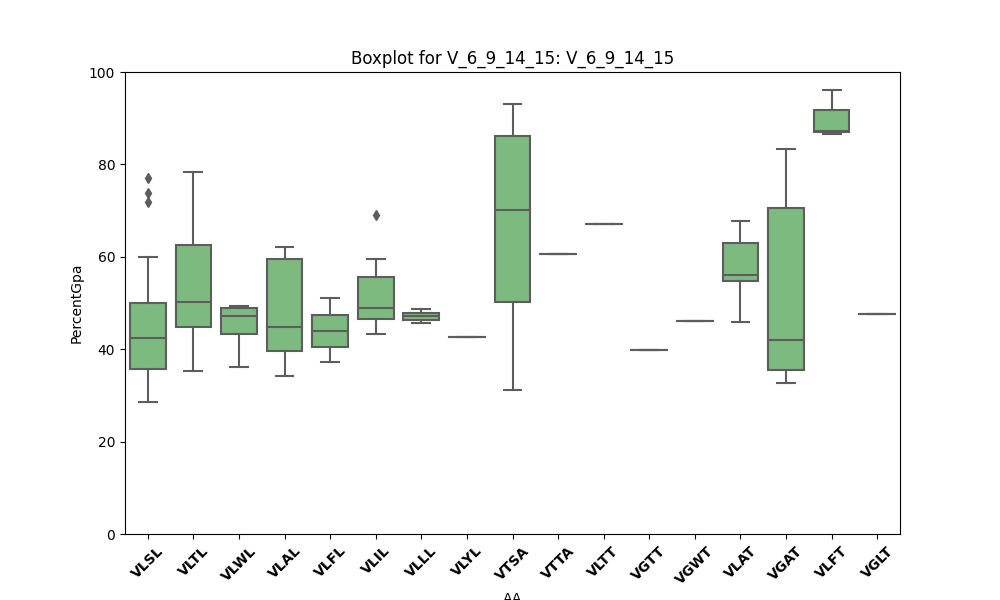 Boxplot for V_6_9_14_15: V_6_9_14_15
100
80
60
40
20
0
PercentGpa
VLSL VLTL VLWL VLAL VLFL VLIL VLLL VLYL VTSA VTTA VLTT VGTT VGWT VLAT VGAT VLFT VGLT
AA